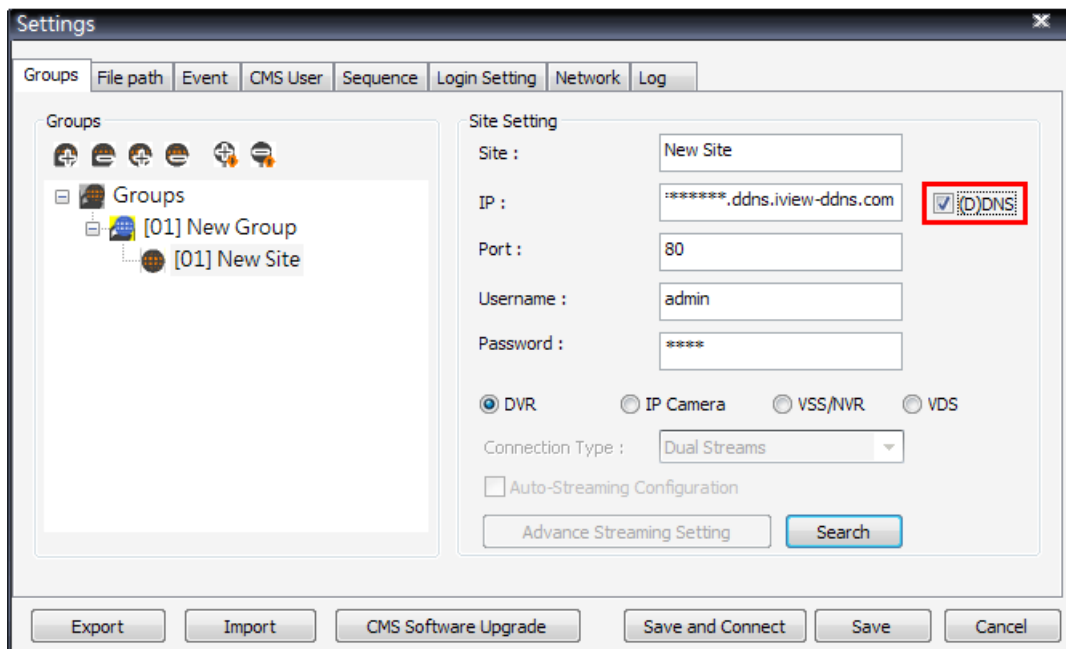 Settings
Groups File path Event CMS User Sequence Login Setting Network Log
Groups
Groups
[01] New Group
[01] New Site
Site Setting
Site : New Site
IP : :******.ddns.iview-ddns.com (D)DNS
Port : 80
Username : admin
Password : ****
DVR IP Camera VSS/NVR VDS
Connection Type : Dual Streams
Auto-Streaming Configuration
Advance Streaming Setting Search
Export Import CMS Software Upgrade Save and Connect Save Cancel